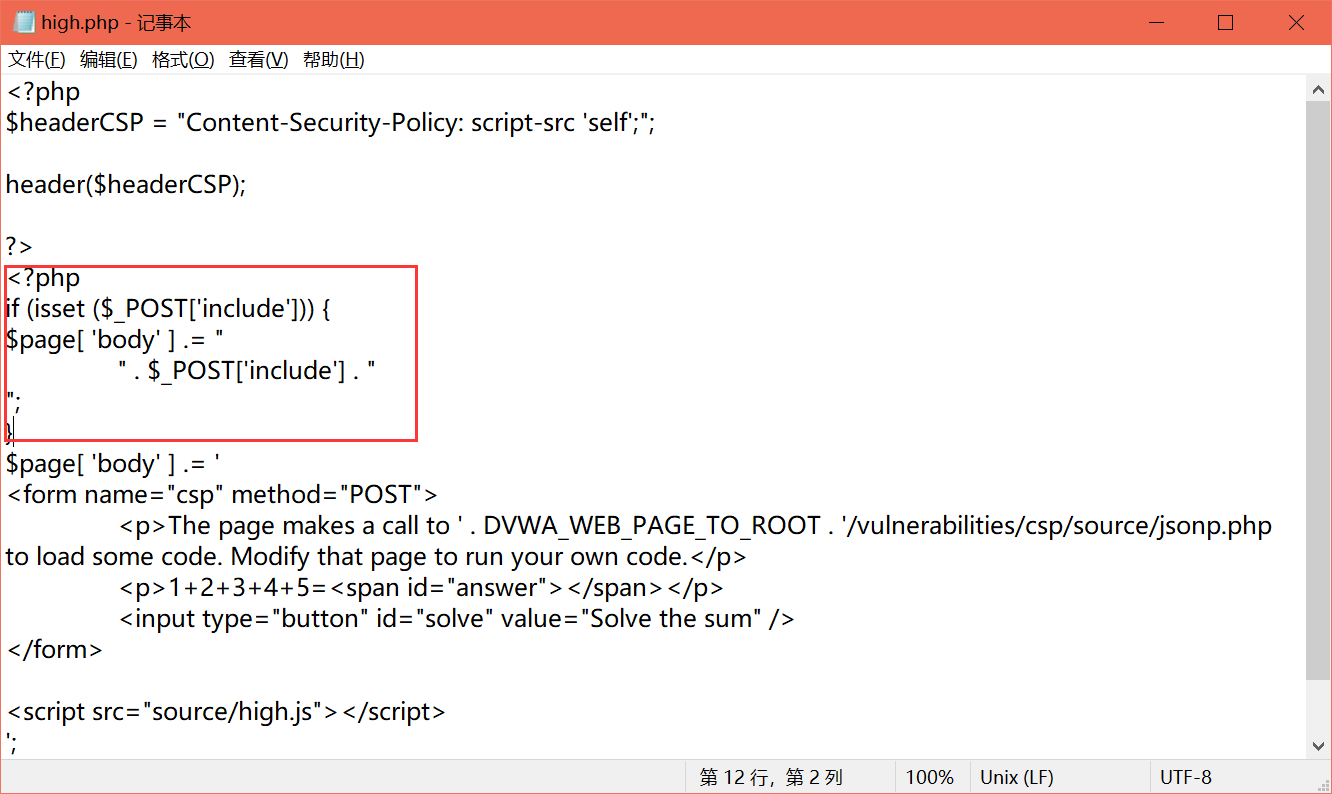 high.php - 记事本
文件(F) 编辑(E) 格式(O) 查看(V) 帮助(H)
<?php
$headerCSP = "Content-Security-Policy: script-src 'self';";
header($headerCSP);
?>
<?php
if (isset ($_POST['include'])) {
$page[ 'body' ] .= "
" . $_POST['include'] . "
";
}
$page[ 'body' ] .= '
<form name="csp" method="POST">
<p>The page makes a call to ' . DVWA_WEB_PAGE_TO_ROOT . '/vulnerabilities/csp/source/jsonp.php
to load some code. Modify that page to run your own code.</p>
<p>1+2+3+4+5=<span id="answer"></span></p>
<input type="button" id="solve" value="Solve the sum" />
</form>
<script src="source/high.js"></script>
';
第 12 行，第 2 列 100% Unix (LF) UTF-8